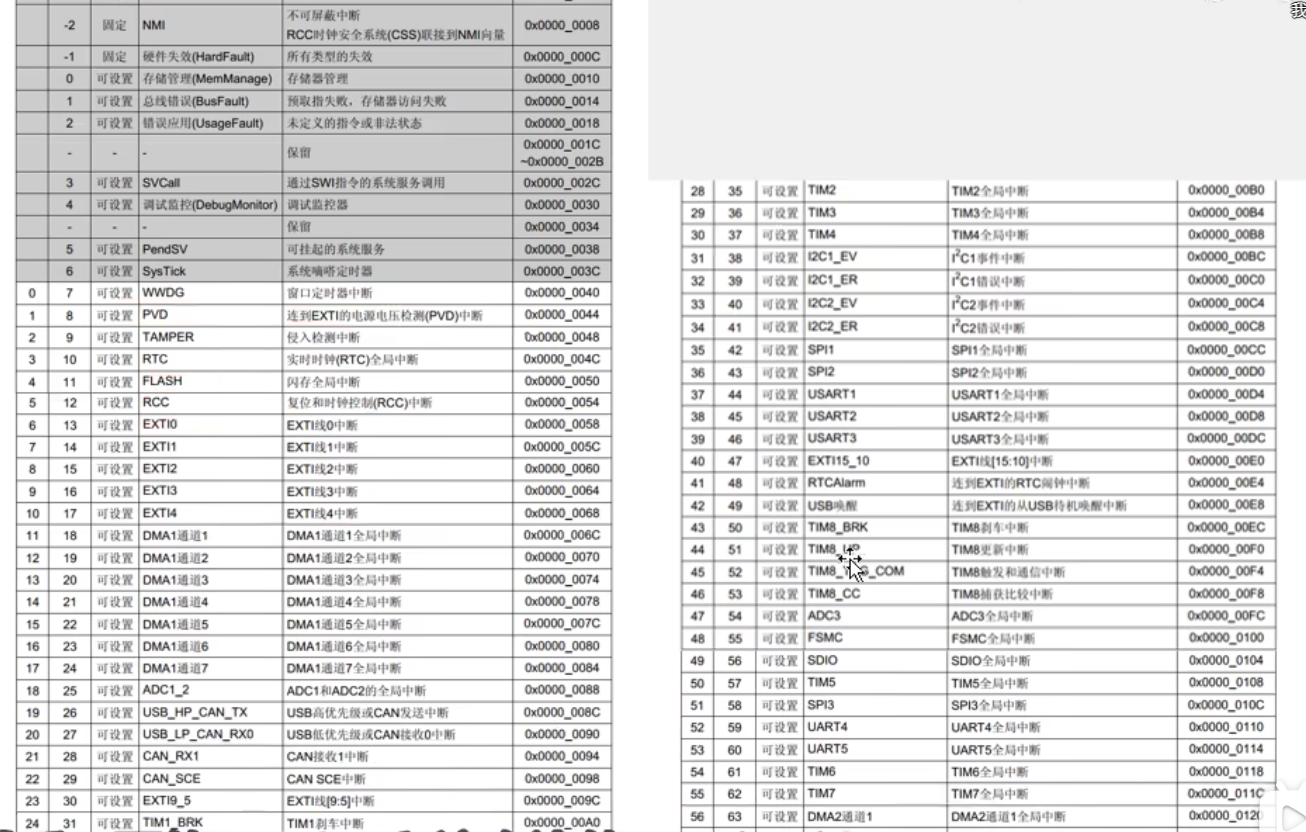 -2 固定 NMI 不可屏蔽中断 0x0000_0008
RCC时钟安全系统(CSS)联接到NMI向量
-1 固定 硬件失效(HardFault) 所有类型的失效 0x0000_000C
0 可设置 存储管理(MemManage) 存储器管理 0x0000_0010
1 可设置 总线错误(BusFault) 预取指失败，存储器访问失败 0x0000_0014
2 可设置 错误应用(UsageFault) 未定义的指令或非法状态 0x0000_0018
- - - 保留 0x0000_001C
~0x0000_002B
3 可设置 SVCall 通过SWI指令的系统服务调用 0x0000_002C
4 可设置 调试监控(DebugMonitor) 调试监控器 0x0000_0030
- - - 保留 0x0000_0034
5 可设置 PendSV 可挂起的系统服务 0x0000_0038
6 可设置 SysTick 系统嘀嗒定时器 0x0000_003C
0 7 可设置 WWDG 窗口定时器中断 0x0000_0040
1 8 可设置 PVD 连到EXTI的电源电压检测(PVD)中断 0x0000_0044
2 9 可设置 TAMPER 侵入检测中断 0x0000_0048
3 10 可设置 RTC 实时时钟(RTC)全局中断 0x0000_004C
4 11 可设置 FLASH 闪存全局中断 0x0000_0050
5 12 可设置 RCC 复位和时钟控制(RCC)中断 0x0000_0054
6 13 可设置 EXTI0 EXTI线0中断 0x0000_0058
7 14 可设置 EXTI1 EXTI线1中断 0x0000_005C
8 15 可设置 EXTI2 EXTI线2中断 0x0000_0060
9 16 可设置 EXTI3 EXTI线3中断 0x0000_0064
10 17 可设置 EXTI4 EXTI线4中断 0x0000_0068
11 18 可设置 DMA1通道1 DMA1通道1全局中断 0x0000_006C
12 19 可设置 DMA1通道2 DMA1通道2全局中断 0x0000_0070
13 20 可设置 DMA1通道3 DMA1通道3全局中断 0x0000_0074
14 21 可设置 DMA1通道4 DMA1通道4全局中断 0x0000_0078
15 22 可设置 DMA1通道5 DMA1通道5全局中断 0x0000_007C
16 23 可设置 DMA1通道6 DMA1通道6全局中断 0x0000_0080
17 24 可设置 DMA1通道7 DMA1通道7全局中断 0x0000_0084
18 25 可设置 ADC1_2 ADC1和ADC2的全局中断 0x0000_0088
19 26 可设置 USB_HP_CAN_TX USB高优先级或CAN发送中断 0x0000_008C
20 27 可设置 USB_LP_CAN_RX0 USB低优先级或CAN接收0中断 0x0000_0090
21 28 可设置 CAN_RX1 CAN接收1中断 0x0000_0094
22 29 可设置 CAN_SCE CAN SCE中断 0x0000_0098
23 30 可设置 EXTI9_5 EXTI线[9:5]中断 0x0000_009C
24 31 可设置 TIM1_BRK TIM1刹车中断 0x0000_00A0
我
28 35 可设置 TIM2 TIM2全局中断 0x0000_00B0
29 36 可设置 TIM3 TIM3全局中断 0x0000_00B4
30 37 可设置 TIM4 TIM4全局中断 0x0000_00B8
31 38 可设置 I2C1_EV I²C1事件中断 0x0000_00BC
32 39 可设置 I2C1_ER I²C1错误中断 0x0000_00C0
33 40 可设置 I2C2_EV I²C2事件中断 0x0000_00C4
34 41 可设置 I2C2_ER I²C2错误中断 0x0000_00C8
35 42 可设置 SPI1 SPI1全局中断 0x0000_00CC
36 43 可设置 SPI2 SPI2全局中断 0x0000_00D0
37 44 可设置 USART1 USART1全局中断 0x0000_00D4
38 45 可设置 USART2 USART2全局中断 0x0000_00D8
39 46 可设置 USART3 USART3全局中断 0x0000_00DC
40 47 可设置 EXTI15_10 EXTI线[15:10]中断 0x0000_00E0
41 48 可设置 RTCAlarm 连到EXTI的RTC闹钟中断 0x0000_00E4
42 49 可设置 USB唤醒 连到EXTI的从USB待机唤醒中断 0x0000_00E8
43 50 可设置 TIM8_BRK TIM8刹车中断 0x0000_00EC
44 51 可设置 TIM8更新中断 0x0000_00F0
45 52 可设置 TIM8触发和通信中断 0x0000_00F4
46 53 可设置 TIM8_CC TIM8捕获比较中断 0x0000_00F8
47 54 可设置 ADC3 ADC3全局中断 0x0000_00FC
48 55 可设置 FSMC FSMC全局中断 0x0000_0100
49 56 可设置 SDIO SDIO全局中断 0x0000_0104
50 57 可设置 TIM5 TIM5全局中断 0x0000_0108
51 58 可设置 SPI3 SPI3全局中断 0x0000_010C
52 59 可设置 UART4 UART4全局中断 0x0000_0110
53 60 可设置 UART5 UART5全局中断 0x0000_0114
54 61 可设置 TIM6 TIM6全局中断 0x0000_0118
55 62 可设置 TIM7 TIM7全局中断 0x0000_011C
56 63 可设置 DMA2通道1 DMA2通道1全局中断 0x0000_0120